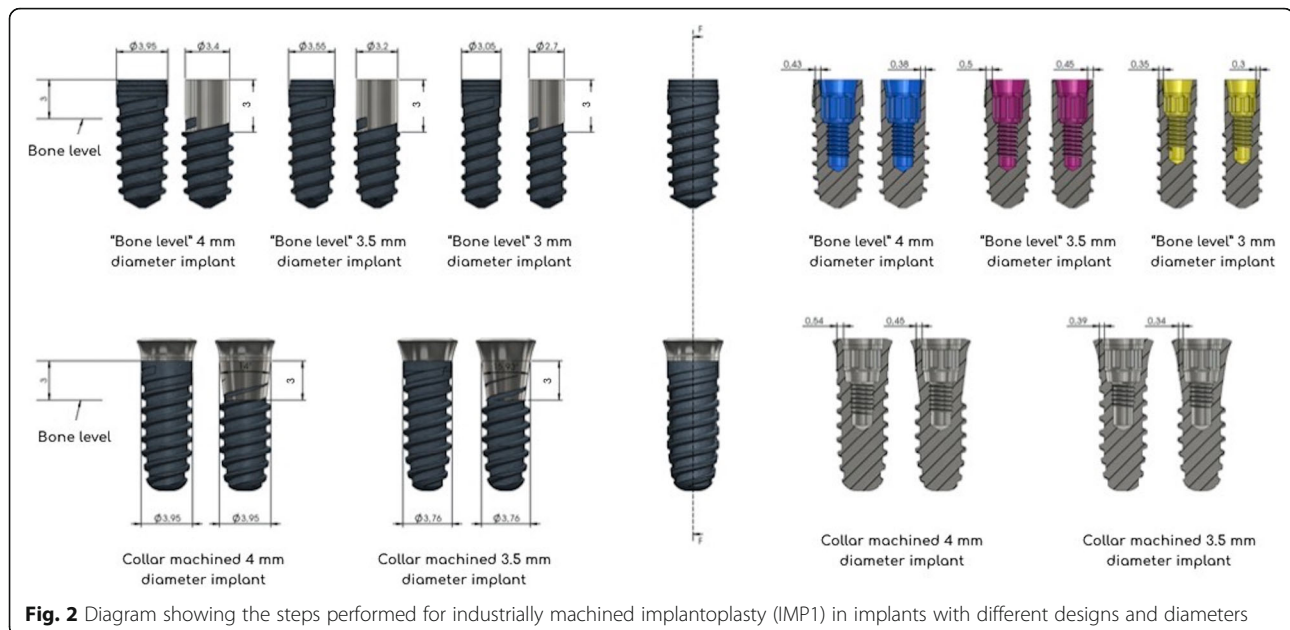 Ø3,95 Ø3,4 Ø3,55 Ø3,2 Ø3,05 Ø2,7
F
0,43 0,38 0,5 0,45 0,35 0,3
3 3 3 3
Bone level
"Bone level" 4 mm
diameter implant
"Bone level" 3.5 mm
diameter implant
"Bone level" 3 mm
diameter implant
"Bone level" 4 mm
diameter implant
"Bone level" 3.5 mm
diameter implant
"Bone level" 3 mm
diameter implant
0,54 0,45 0,39 0,34
3 3 3
Bone level
Ø3,95 Ø3,95 Ø3,76 Ø3,76
F
Collar machined 4 mm
diameter implant
Collar machined 3.5 mm
diameter implant
Collar machined 4 mm
diameter implant
Collar machined 3.5 mm
diameter implant
Fig. 2 Diagram showing the steps performed for industrially machined implantoplasty (IMP1) in implants with different designs and diameters